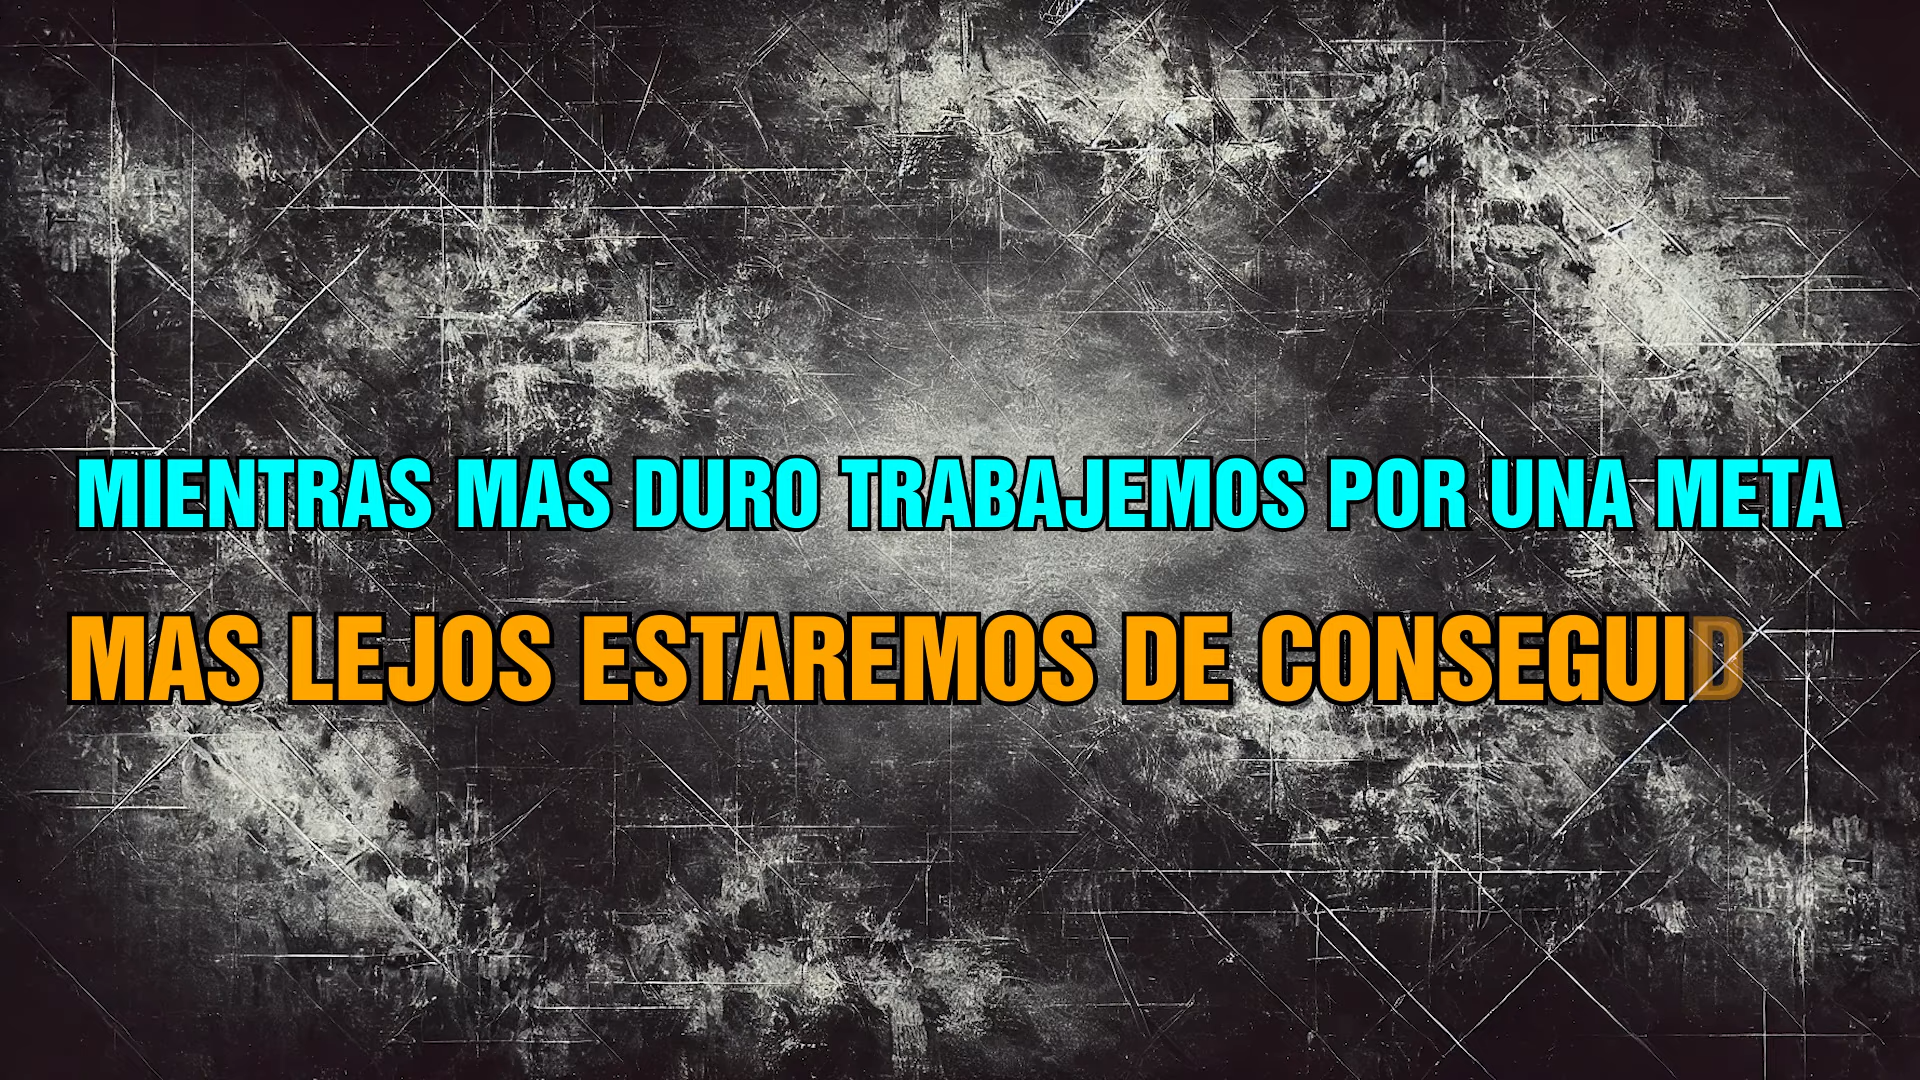 MIENTRAS MAS DURO TRABAJEMOS POR UNA META
MAS LEJOS ESTAREMOS DE CONSEGUID